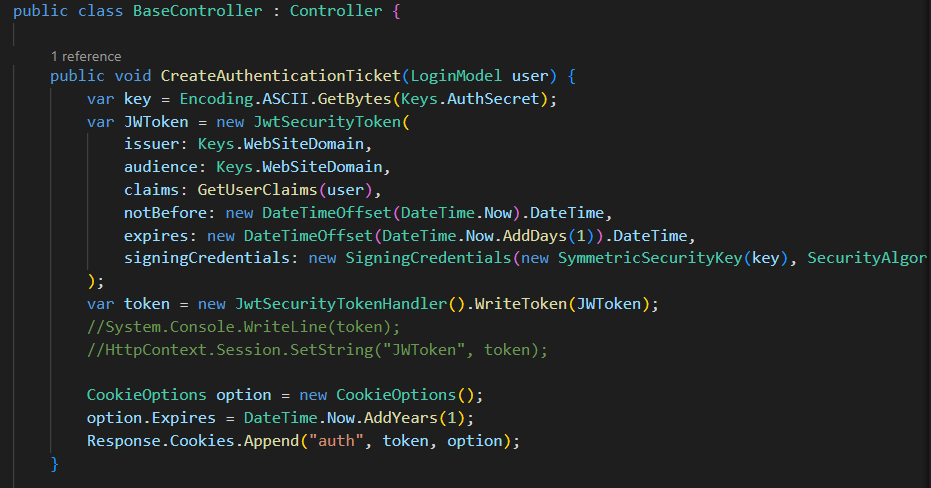 public class BaseController : Controller {
1 reference
public void CreateAuthenticationTicket(LoginModel user) {
var key = Encoding.ASCII.GetBytes(Keys.AuthSecret);
var JWToken = new JwtSecurityToken(
issuer: Keys.WebSiteDomain,
audience: Keys.WebSiteDomain,
claims: GetUserClaims(user),
notBefore: new DateTimeOffset(DateTime.Now).DateTime,
expires: new DateTimeOffset(DateTime.Now.AddDays(1)).DateTime,
signingCredentials: new SigningCredentials(new SymmetricSecurityKey(key), SecurityAlgor
);
var token = new JwtSecurityTokenHandler().WriteToken(JWToken);
//System.Console.WriteLine(token);
//HttpContext.Session.SetString("JWToken", token);
CookieOptions option = new CookieOptions();
option.Expires = DateTime.Now.AddYears(1);
Response.Cookies.Append("auth", token, option);
}